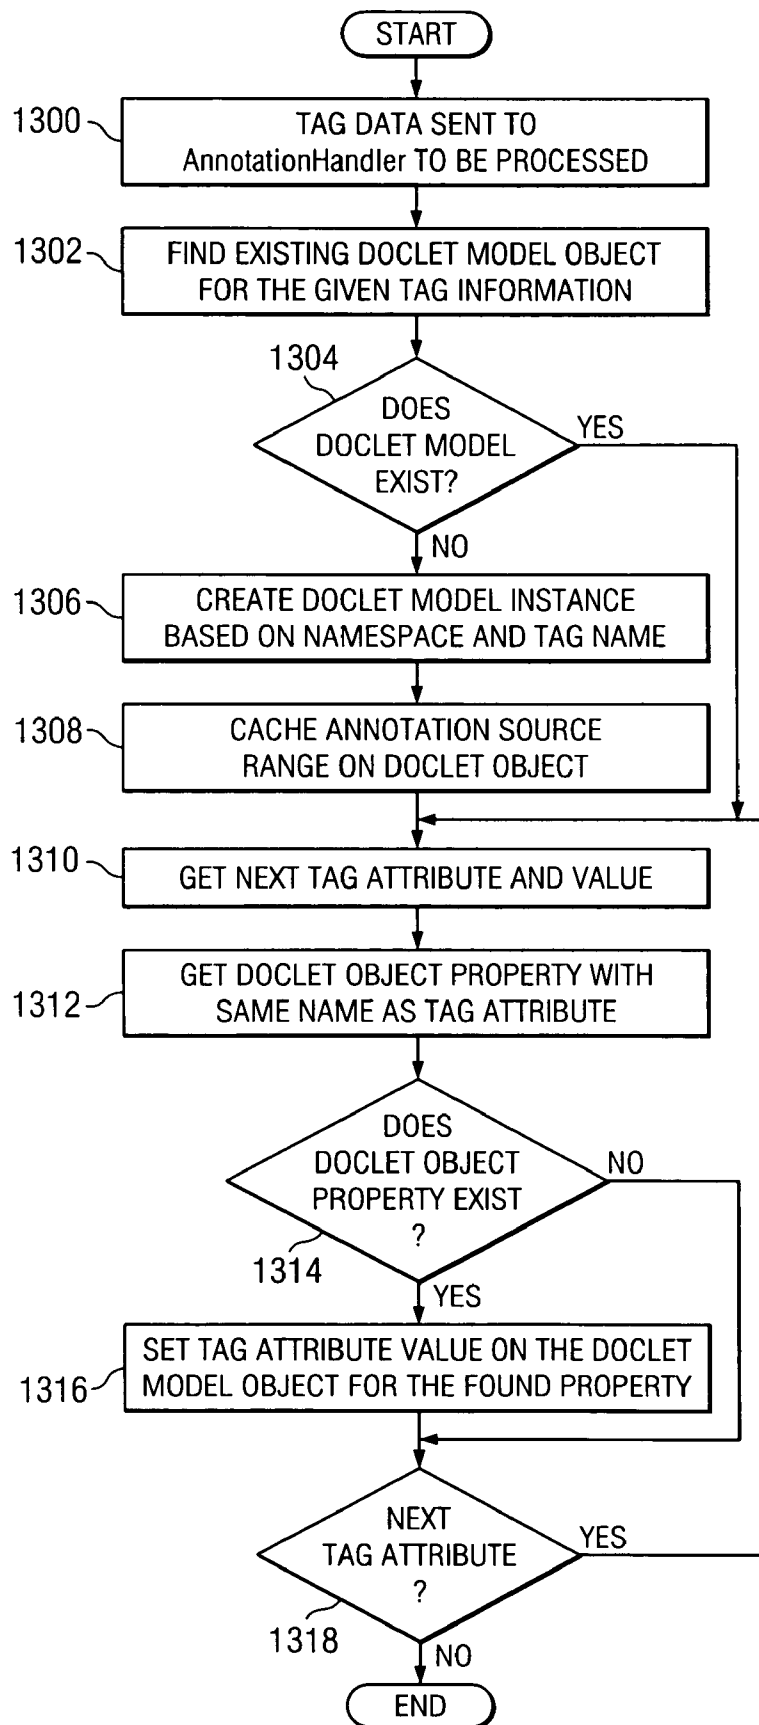 START
1300
TAG DATA SENT TO
AnnotationHandler TO BE PROCESSED
1302
FIND EXISTING DOCLET MODEL OBJECT
FOR THE GIVEN TAG INFORMATION
1304
DOES
DOCLET MODEL
EXIST?
YES
NO
1306
CREATE DOCLET MODEL INSTANCE
BASED ON NAMESPACE AND TAG NAME
1308
CACHE ANNOTATION SOURCE
RANGE ON DOCLET OBJECT
1310
GET NEXT TAG ATTRIBUTE AND VALUE
1312
GET DOCLET OBJECT PROPERTY WITH
SAME NAME AS TAG ATTRIBUTE
DOES
DOCLET OBJECT
PROPERTY EXIST
?
NO
1314
YES
1316
SET TAG ATTRIBUTE VALUE ON THE DOCLET
MODEL OBJECT FOR THE FOUND PROPERTY
NEXT
TAG ATTRIBUTE
?
YES
1318
NO
END